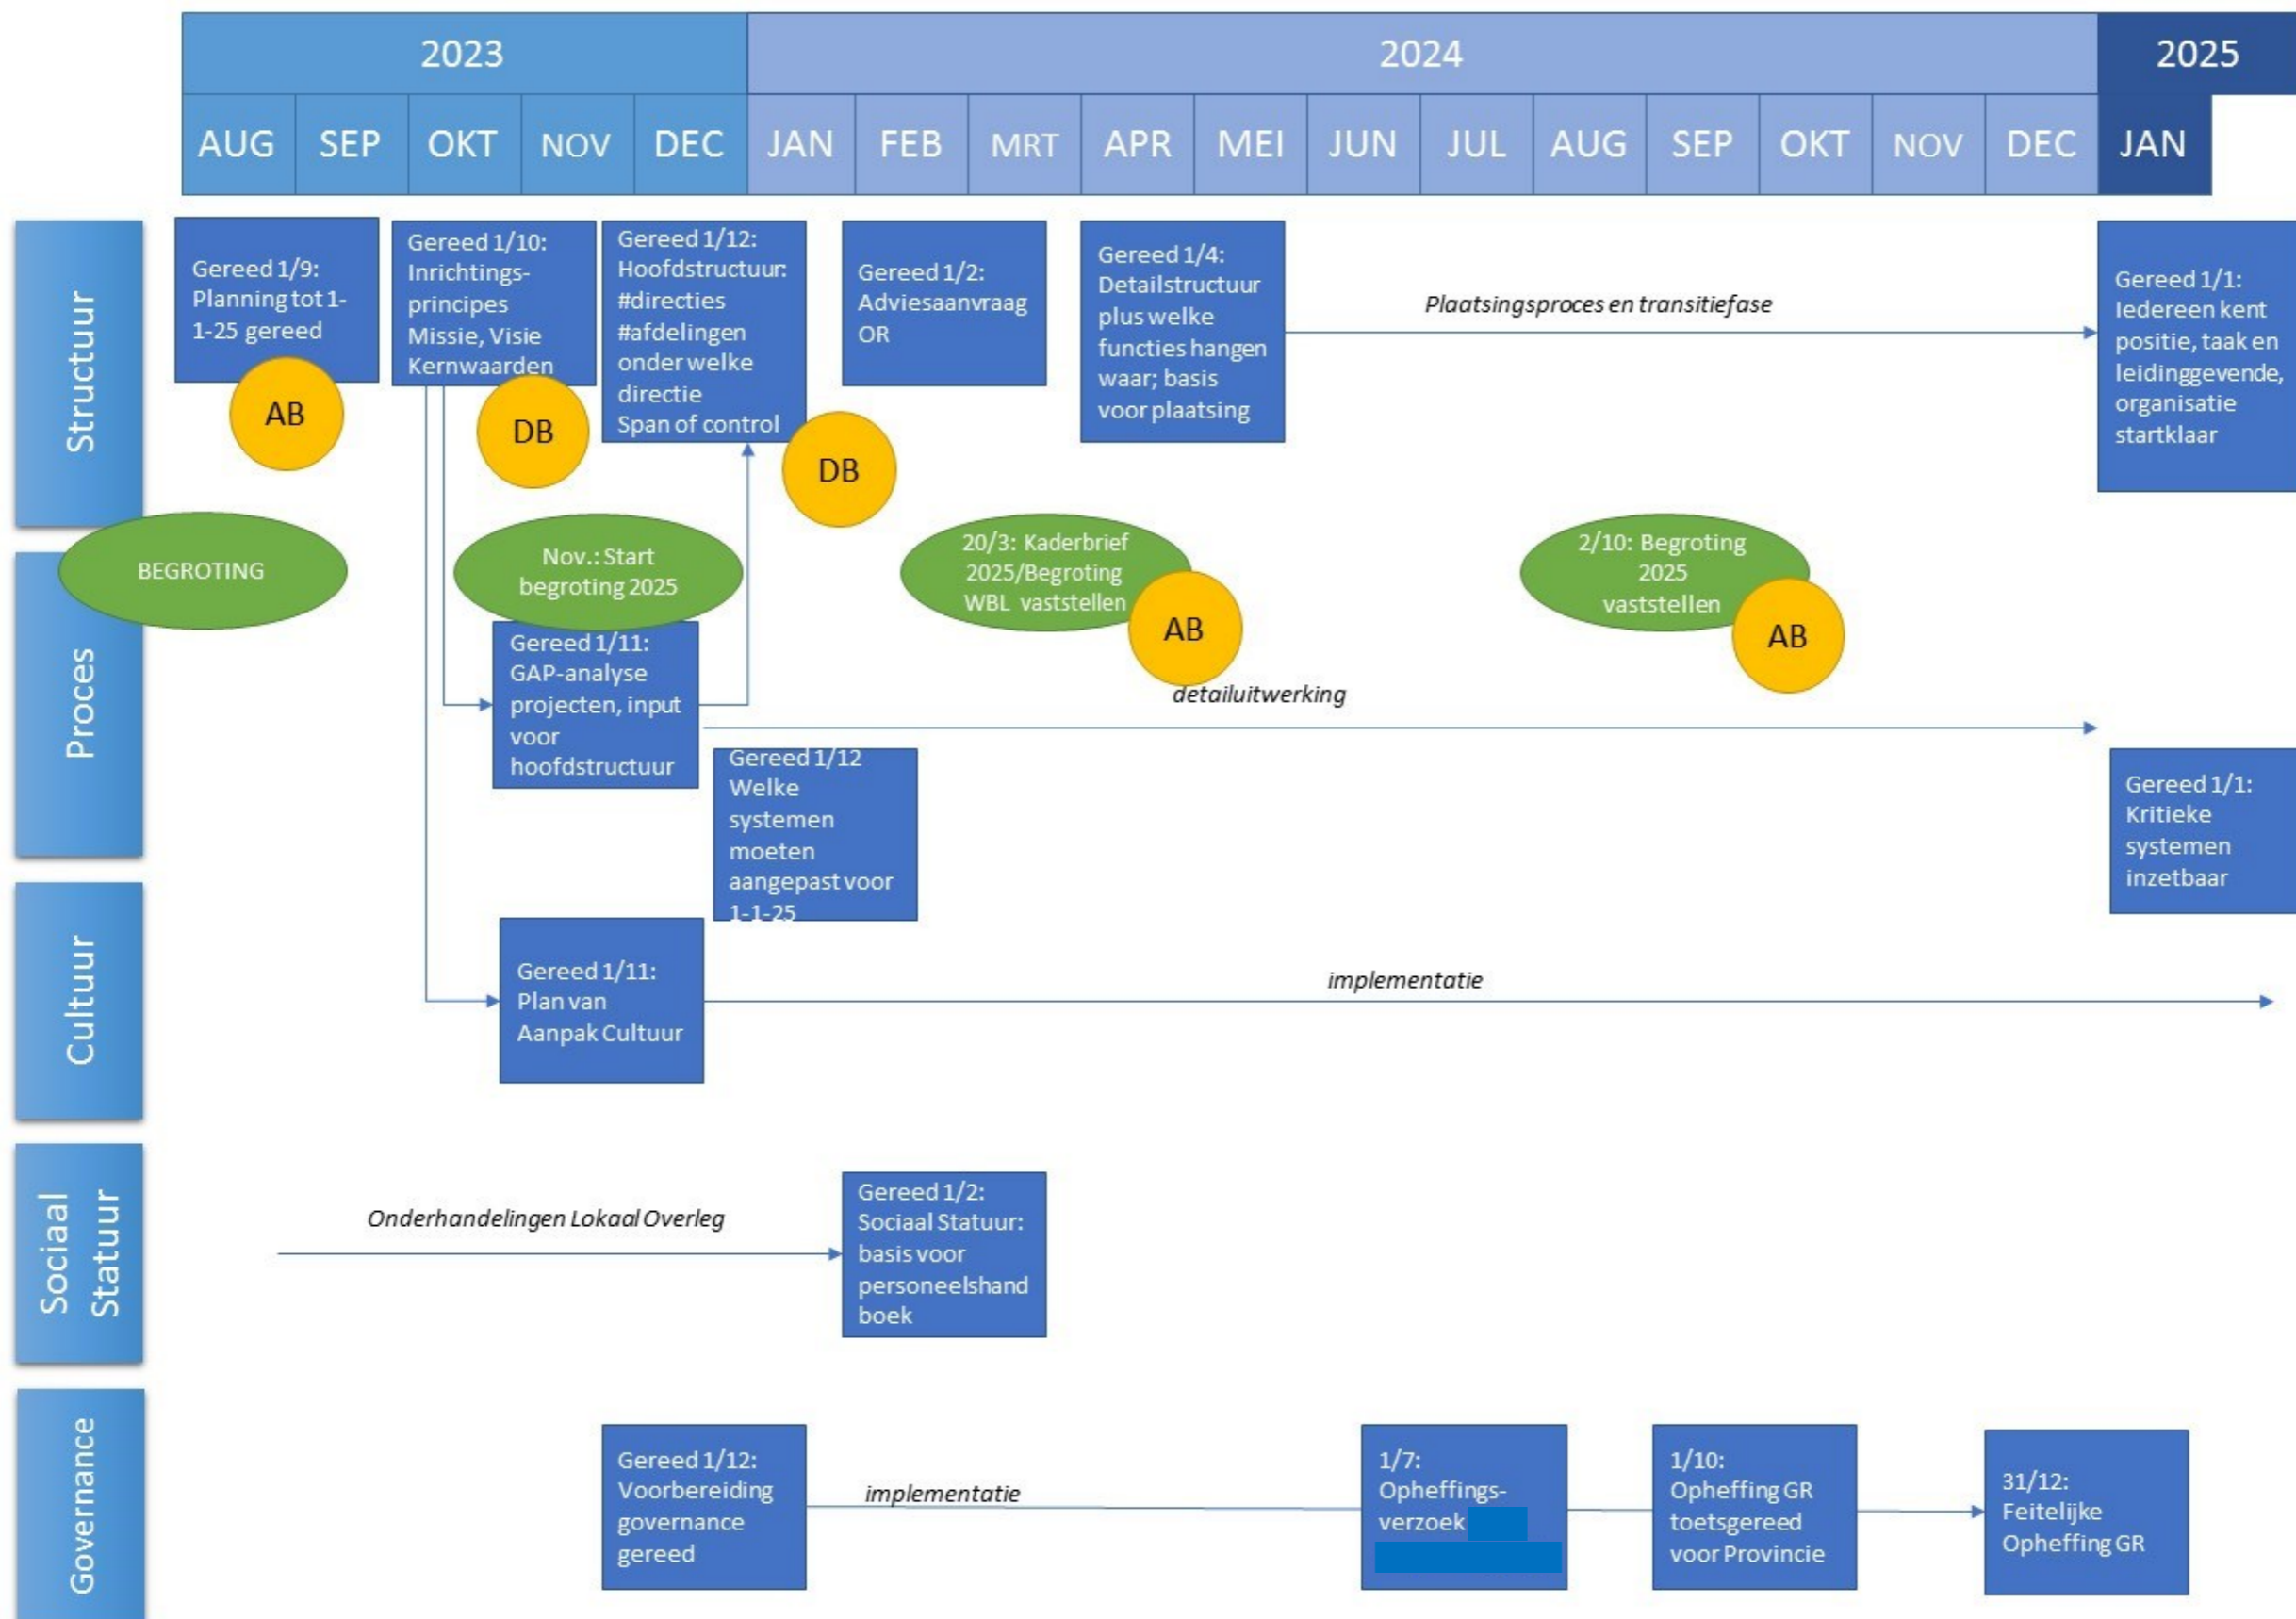 2023
2024
2025
AUG
SEP
OKT
NOV
DEC
JAN
FEB
MRT
APR
MEI
JUN
JUL
AUG
SEP
OKT
NOV
DEC
JAN
Structuur
Gereed 1/9:
Planning tot 1-
1-25 gereed
AB
Gereed 1/10:
Inrichtings-
principes
Missie, Visie
Kernwaarden
DB
Gereed 1/12:
Hoofdstructuur:
#directies
#afdelingen
onder welke
directie
Span of control
DB
Gereed 1/2:
Adviesaanvraag
OR
Gereed 1/4:
Detailstructuur
plus welke
functies hangen
waar; basis
voor plaatsing
Plaatsingsproces en transitiefase
Gereed 1/1:
Iedereen kent
positie, taak en
leidinggevende,
organisatie
startklaar
BEGROTING
Nov.: Start
begroting 2025
20/3: Kaderbrief
2025/Begroting
WBL vaststellen
AB
2/10: Begroting
2025
vaststellen
AB
Proces
Gereed 1/11:
GAP-analyse
projecten, input
voor
hoofdstructuur
detailuitwerking
Gereed 1/12
Welke
systemen
moeten
aangepast voor
1-1-25
Gereed 1/1:
Kritieke
systemen
inzetbaar
Cultuur
Gereed 1/11:
Plan van
Aanpak Cultuur
implementatie
Sociaal
Statuur
Onderhandelingen Lokaal Overleg
Gereed 1/2:
Sociaal Statuur:
basis voor
personeelshand
boek
Governance
Gereed 1/12:
Voorbereiding
governance
gereed
implementatie
1/7:
Opheffings-
verzoek
1/10:
Opheffing GR
toetsgereed
voor Provincie
31/12:
Feitelijke
Opheffing GR